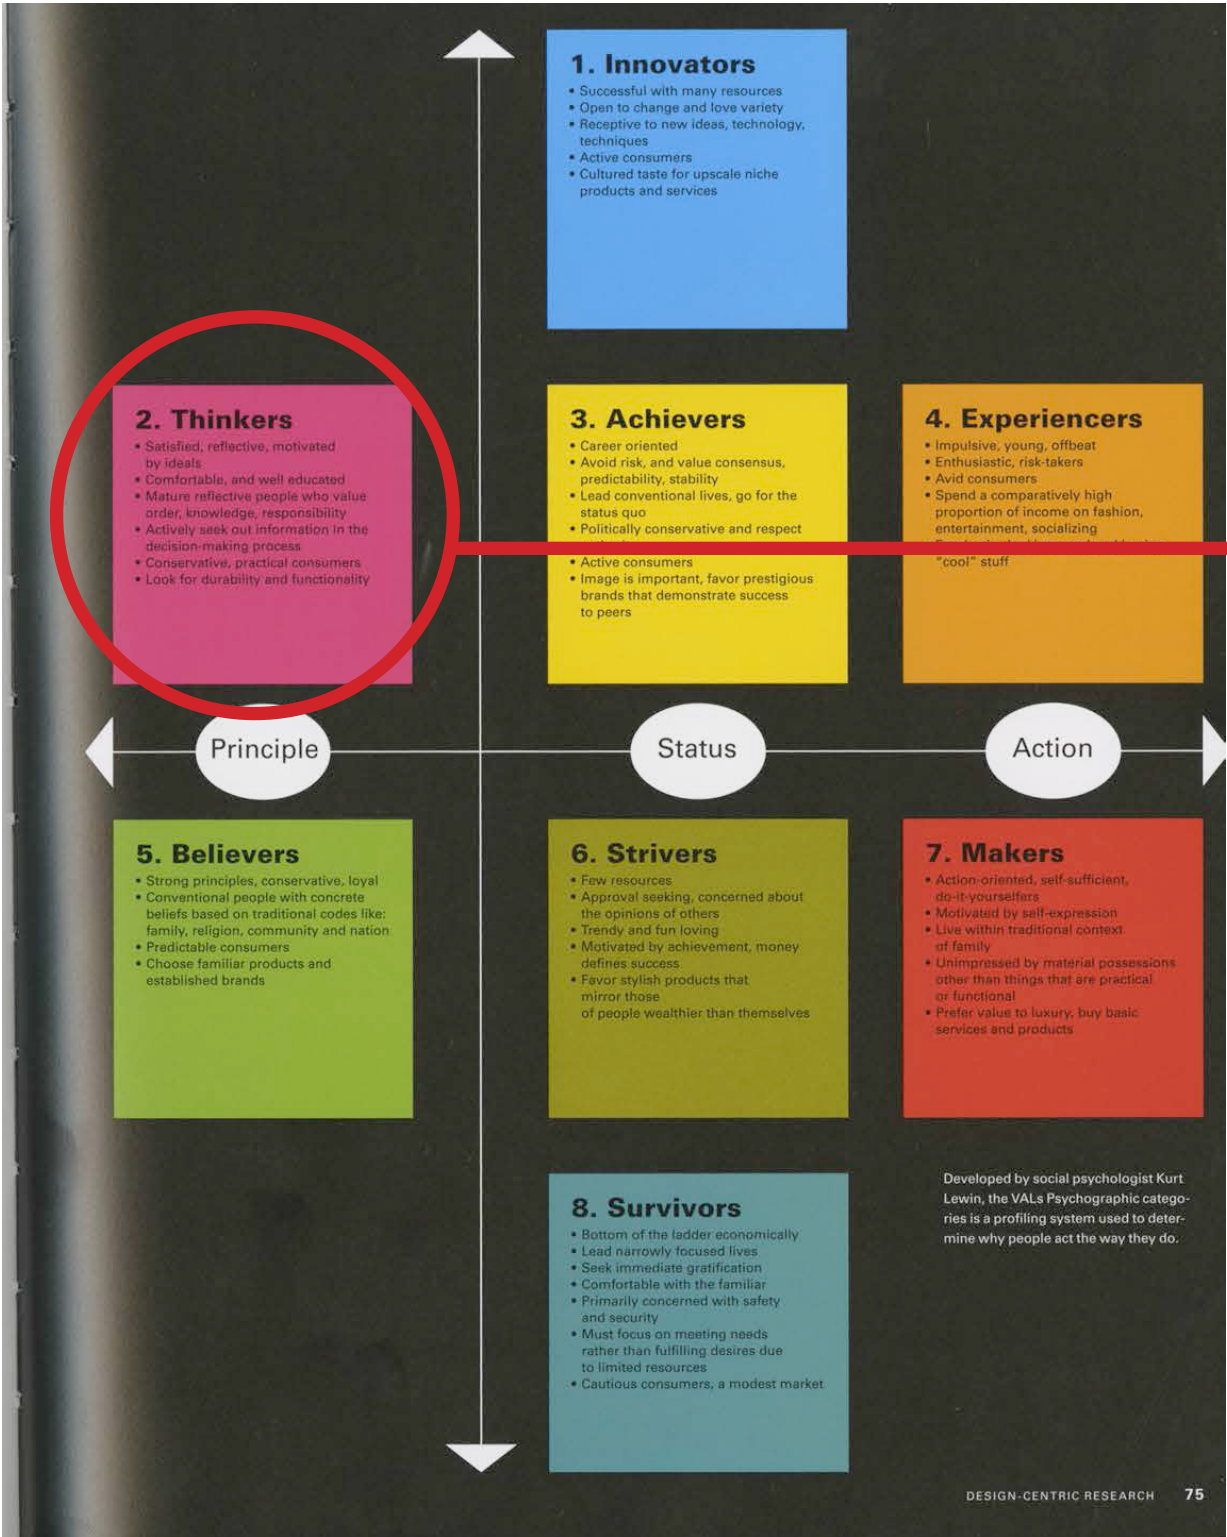 1. Innovators
• Successful with many resources
• Open to change and love variety
• Receptive to new ideas, technology,
techniques
• Active consumers
• Cultured taste for upscale niche
products and services
2. Thinkers
• Satisfied, reflective, motivated
by ideals
• Comfortable, and well educated
• Mature reflective people who value
order, knowledge, responsibility
• Actively seek out information in the
decision-making process
• Conservative, practical consumers
• Look for durability and functionality
3. Achievers
• Career oriented
• Avoid risk, and value consensus,
predictability, stability
• Lead conventional lives, go for the
status quo
• Politically conservative and respect
• Active consumers
• Image is important, favor prestigious
brands that demonstrate success
to peers
4. Experiencers
• Impulsive, young, offbeat
• Enthusiastic, risk-takers
• Avid consumers
• Spend a comparatively high
proportion of income on fashion,
entertainment, socializing
"cool" stuff
Principle
Status
Action
5. Believers
• Strong principles, conservative, loyal
• Conventional people with concrete
beliefs based on traditional codes like:
family, religion, community and nation
• Predictable consumers
• Choose familiar products and
established brands
6. Strivers
• Few resources
• Approval seeking, concerned about
the opinions of others
• Trendy and fun loving
• Motivated by achievement, money
defines success
• Favor stylish products that
mirror those
of people wealthier than themselves
7. Makers
• Action-oriented, self-sufficient,
do-it-yourselfers
• Motivated by self-expression
• Live within traditional context
of family
• Unimpressed by material possessions
other than things that are practical
or functional
• Prefer value to luxury, buy basic
services and products
8. Survivors
• Bottom of the ladder economically
• Lead narrowly focused lives
• Seek immediate gratification
• Comfortable with the familiar
• Primarily concerned with safety
and security
• Must focus on meeting needs
rather than fulfilling desires due
to limited resources
• Cautious consumers, a modest market
Developed by social psychologist Kurt
Lewin, the VALs Psychographic catego-
ries is a profiling system used to deter-
mine why people act the way they do.
DESIGN-CENTRIC RESEARCH 75